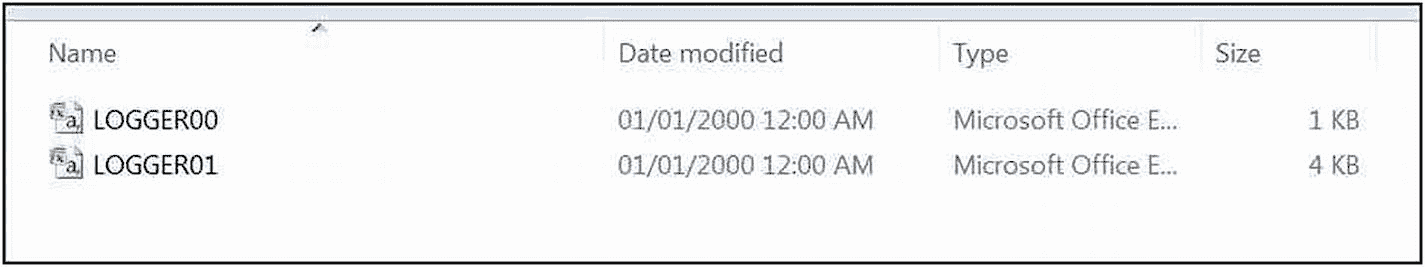 Name Date modified Type Size
LOGGER00 01/01/2000 12:00 AM Microsoft Office E... 1 KB
LOGGER01 01/01/2000 12:00 AM Microsoft Office E... 4 KB